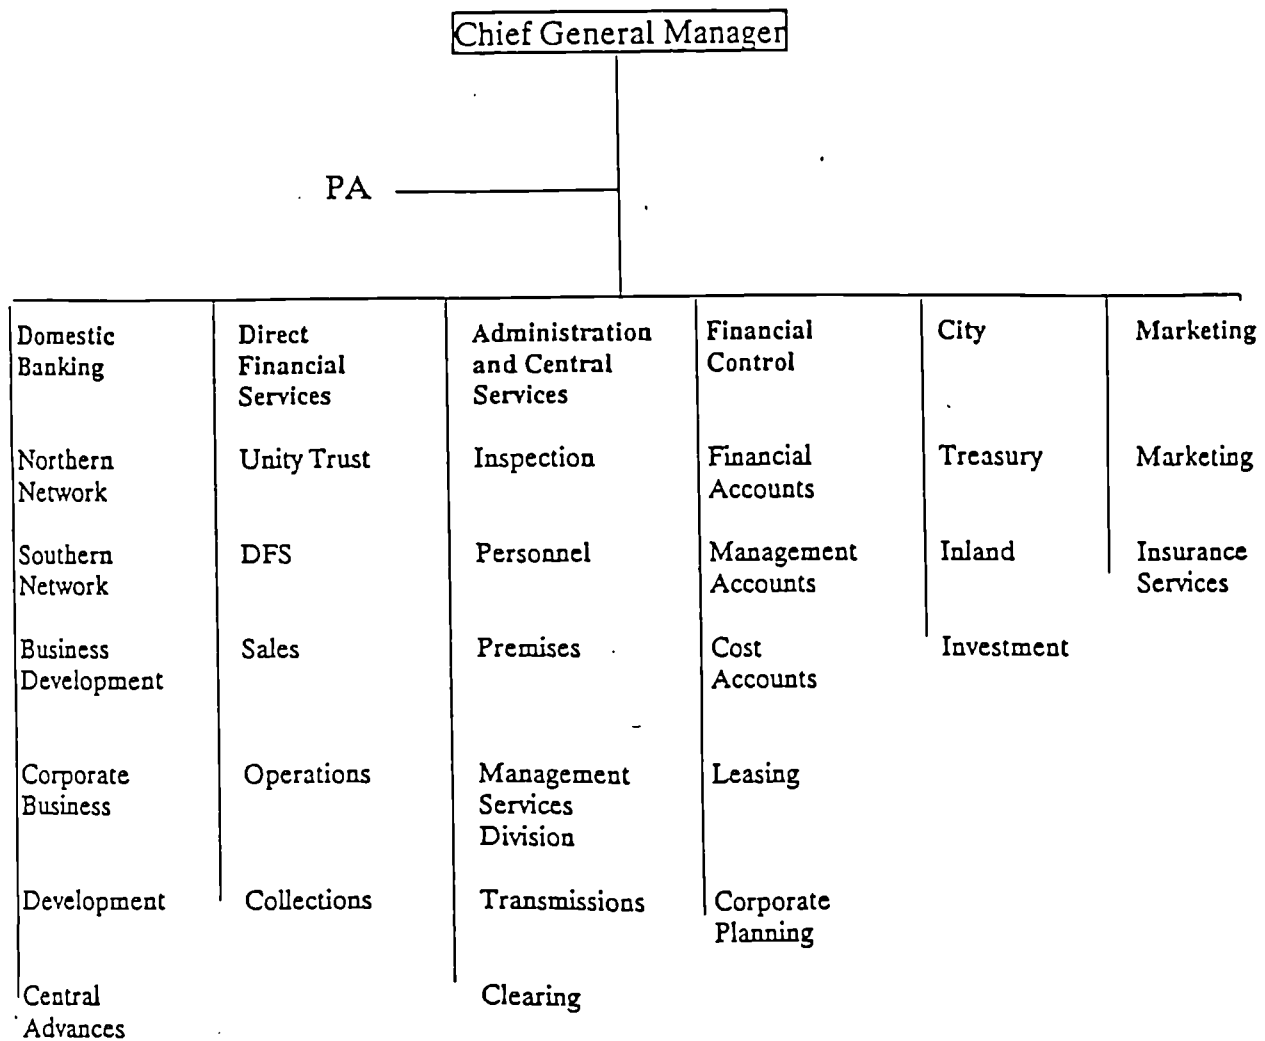 Chief General Manager
PA
Domestic
Banking
Northern
Network
Southern
Network
Business
Development
Corporate
Business
Development
Central
Advances
Direct
Financial
Services
Unity Trust
DFS
Sales
Operations
Collections
Administration
and Central
Services
Inspection
Personnel
Premises
Management
Services
Division
Transmissions
Clearing
Financial
Control
Financial
Accounts
Management
Accounts
Cost
Accounts
Leasing
Corporate
Planning
City
Treasury
Inland
Investment
Marketing
Marketing
Insurance
Services